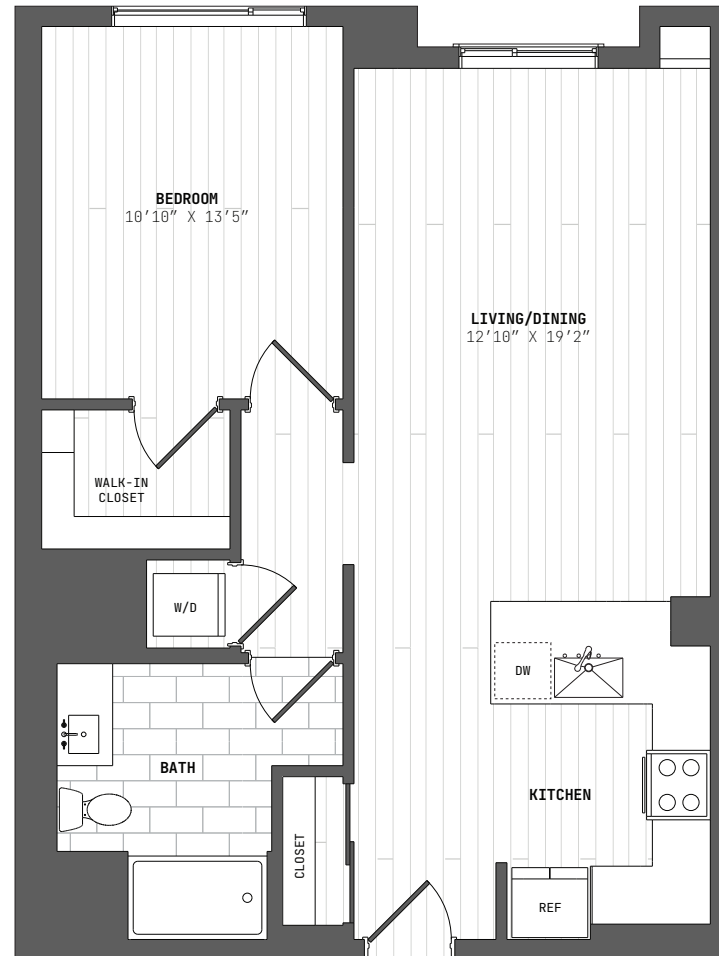 BEDROOM
10’10” X 13’5”
LIVING/DINING
12’10” X 19’2”
WALK-IN
CLOSET
W/D
DW
BATH
KITCHEN
CLOSET
REF